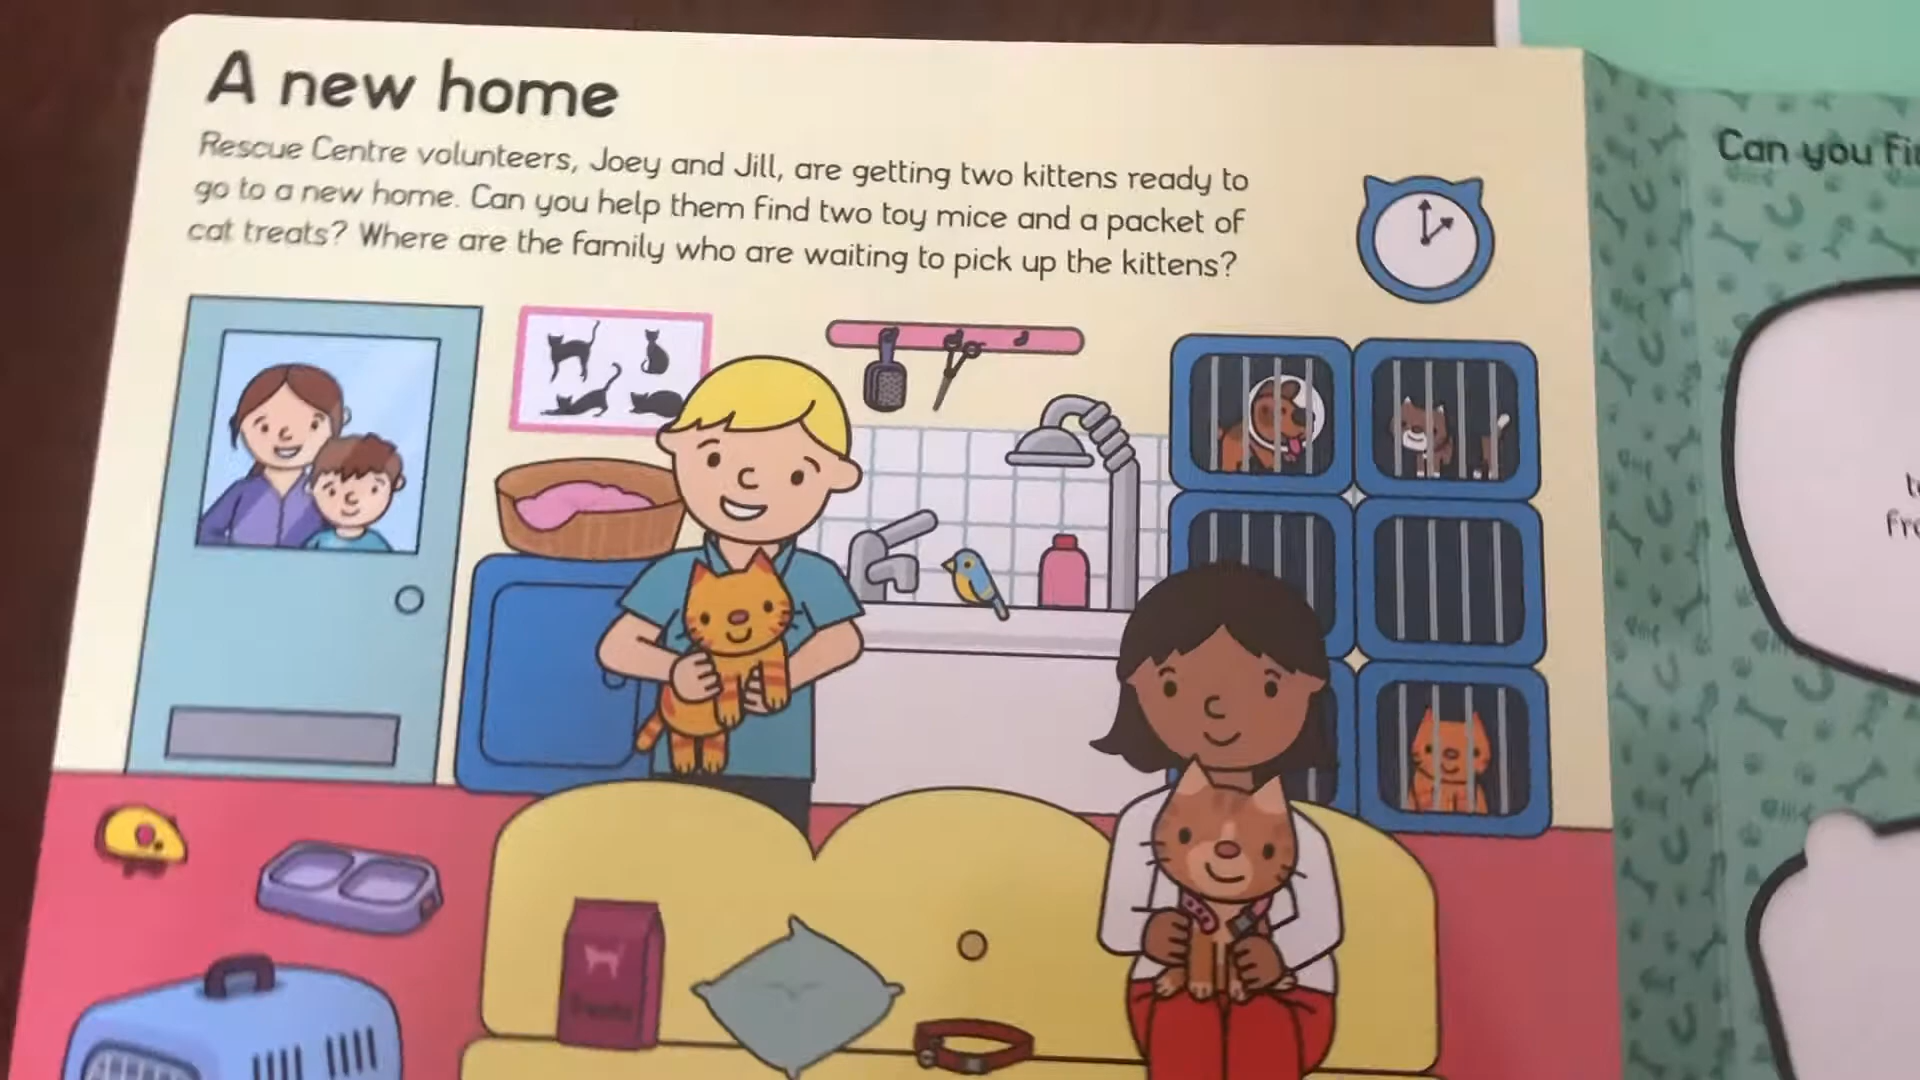 A new home
Rescue Centre volunteers, Joey and Jill, are getting two kittens ready to
go to a new home. Can you help them find two toy mice and a packet of
cat treats? Where are the family who are waiting to pick up the kittens?
Can you
Treats